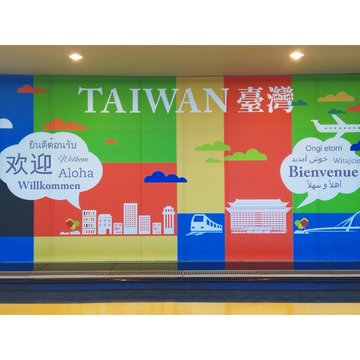 TAIWAN 臺灣
ยินดีต้อนรับ
欢迎
Welkom
Aloha
Willkommen
Ongi etorri
خوش آمدید
Witajcie
Bienvenue
أهلا و سهلا